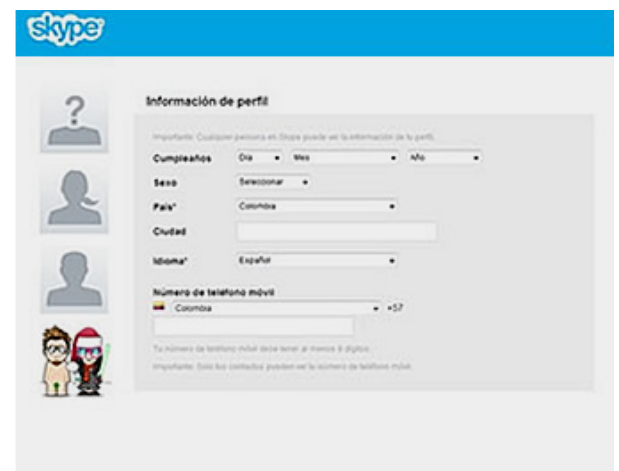 skype
?
Información de perfil
Importante: Cualquier persona en Skype puede ver la información de tu perfil.
Cumpleaños Día Mes Año
Sexo Seleccionar
País* Colombia
Ciudad
Idioma* Español
Número de teléfono móvil
Colombia +57
Tu número de teléfono móvil debe tener al menos 8 dígitos.
Importante: Solo tus contactos pueden ver tu número de teléfono móvil.